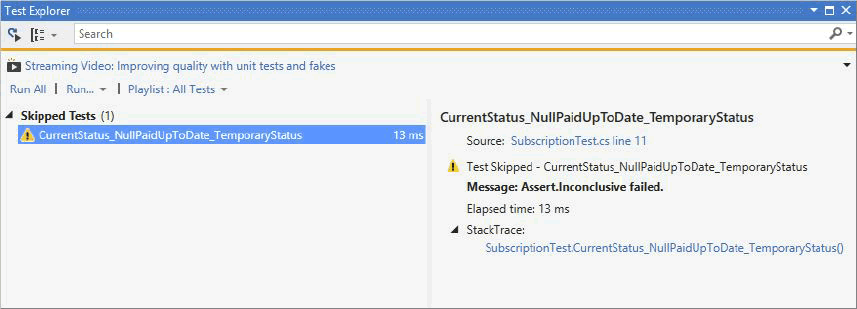 Test Explorer
Search
Streaming Video: Improving quality with unit tests and fakes
Run All | Run... | Playlist : All Tests
Skipped Tests (1)
CurrentStatus_NullPaidUpToDate_TemporaryStatus 13 ms
CurrentStatus_NullPaidUpToDate_TemporaryStatus
Source: SubscriptionTest.cs line 11
Test Skipped - CurrentStatus_NullPaidUpToDate_TemporaryStatus
Message: Assert.Inconclusive failed.
Elapsed time: 13 ms
StackTrace:
SubscriptionTest.CurrentStatus_NullPaidUpToDate_TemporaryStatus()